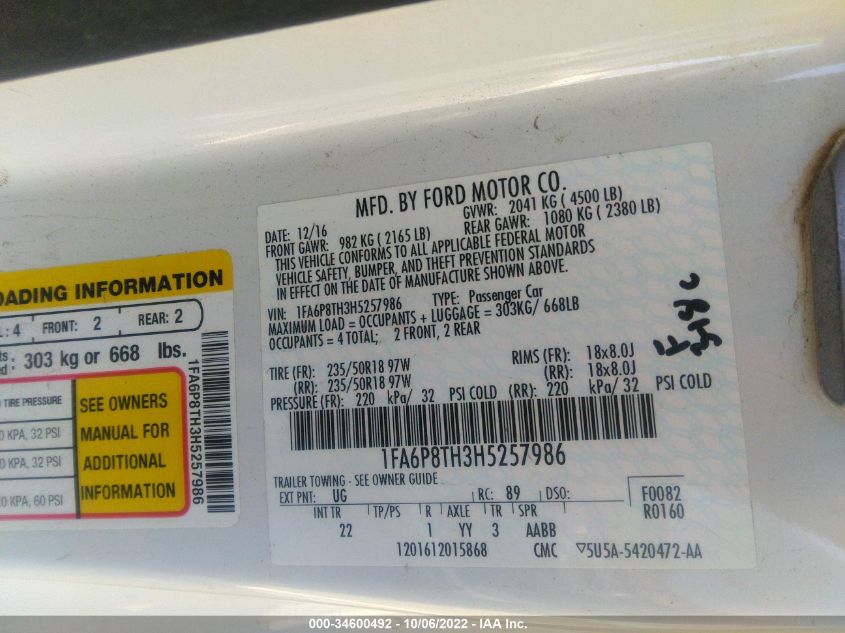 OADING INFORMATION
: 4 FRONT: 2 REAR: 2
303 kg or 668 lbs.
TIRE PRESSURE
KPA, 32 PSI
KPA, 32 PSI
20 KPA, 60 PSI
SEE OWNERS
MANUAL FOR
ADDITIONAL
INFORMATION
1FA6P8TH3H5257986
MFD. BY FORD MOTOR CO.
DATE: 12/16 GVWR: 2041 KG ( 4500 LB)
FRONT GAWR: 982 KG ( 2165 LB) REAR GAWR: 1080 KG ( 2380 LB)
THIS VEHICLE CONFORMS TO ALL APPLICABLE FEDERAL MOTOR
VEHICLE SAFETY, BUMPER, AND THEFT PREVENTION STANDARDS
IN EFFECT ON THE DATE OF MANUFACTURE SHOWN ABOVE.
VIN: 1FA6P8TH3H5257986 TYPE: Passenger Car
MAXIMUM LOAD = OCCUPANTS + LUGGAGE = 303KG/ 668LB
OCCUPANTS = 4 TOTAL; 2 FRONT, 2 REAR
TIRE (FR): 235/50R18 97W RIMS (FR): 18x8.0J
(RR): 235/50R18 97W (RR): 18x8.0J
PRESSURE (FR): 220 kPa/ 32 PSI COLD (RR): 220 kPa/ 32 PSI COLD
1FA6P8TH3H5257986
TRAILER TOWING - SEE OWNER GUIDE
EXT PNT: UG RC: 89 DSO: F0082
INT TR TP/PS R AXLE TR SPR R0160
22 1 YY 3 AABB
1201612015868 CMC ▽5U5A-5420472-AA
000-34600492 - 10/06/2022 - IAA Inc.